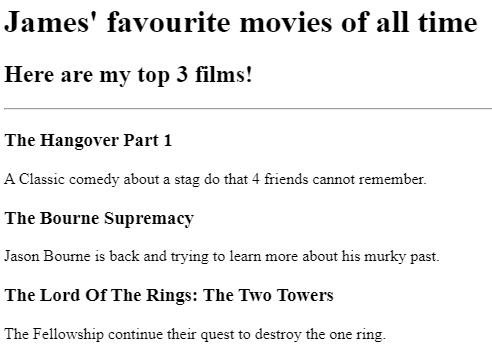 James' favourite movies of all time
Here are my top 3 films!
The Hangover Part 1
A Classic comedy about a stag do that 4 friends cannot remember.
The Bourne Supremacy
Jason Bourne is back and trying to learn more about his murky past.
The Lord Of The Rings: The Two Towers
The Fellowship continue their quest to destroy the one ring.